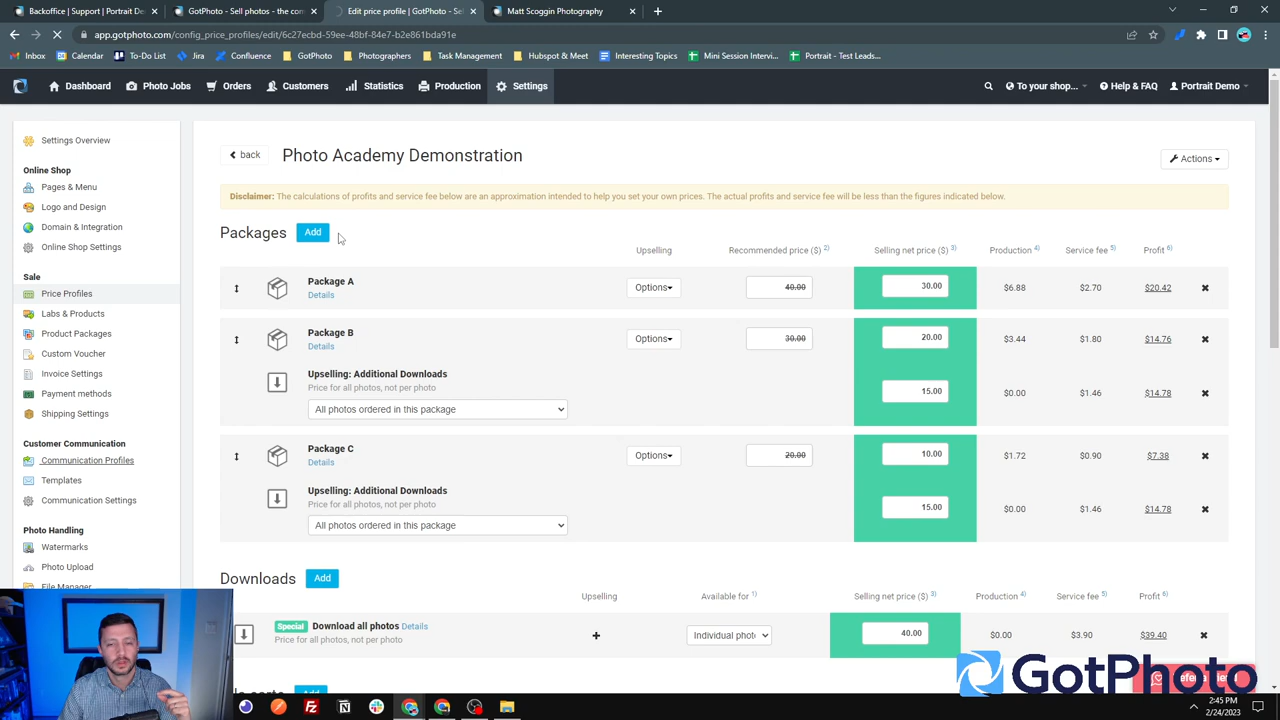 Backoffice | Support | Portrait De
GotPhoto - Sell photos - the con
Edit price profile | GotPhoto - Sell
Matt Scoggin Photography
app.gotphoto.com/config_price_profiles/edit/6c27ecbd-59ee-48bf-84e7-b2e861bda91e
Inbox
Calendar
To-Do List
Jira
Confluence
GotPhoto
Photographers
Task Management
Hubspot & Meet
Interesting Topics
Mini Session Intervi...
Portrait - Test Leads...
Dashboard
Photo Jobs
Orders
Customers
Statistics
Production
Settings
To your shop...
Help & FAQ
Portrait Demo
Settings Overview
Online Shop
Pages & Menu
Logo and Design
Domain & Integration
Online Shop Settings
Sale
Price Profiles
Labs & Products
Product Packages
Custom Voucher
Invoice Settings
Payment methods
Shipping Settings
Customer Communication
Communication Profiles
Templates
Communication Settings
Photo Handling
Watermarks
Photo Upload
File Manager
back
Photo Academy Demonstration
Actions
Disclaimer: The calculations of profits and service fee below are an approximation intended to help you set your own prices. The actual profits and service fee will be less than the figures indicated below.
Packages Add
Upselling Recommended price ($) 2) Selling net price ($) 3) Production 4) Service fee 5) Profit 6)
Package A
Details
Options 40.00 30.00 $6.88 $2.70 $20.42
Package B
Details
Options 30.00 20.00 $3.44 $1.80 $14.76
Upselling: Additional Downloads
Price for all photos, not per photo
All photos ordered in this package
15.00 $0.00 $1.46 $14.78
Package C
Details
Options 20.00 10.00 $1.72 $0.90 $7.38
Upselling: Additional Downloads
Price for all photos, not per photo
All photos ordered in this package
15.00 $0.00 $1.46 $14.78
Downloads Add
Upselling Available for 1) Selling net price ($) 3) Production 4) Service fee 5) Profit 6)
Special Download all photos Details
Price for all photos, not per photo
Individual phot 40.00 $0.00 $3.90 $39.40
Add
GotPhoto
2:45 PM
2/24/2023